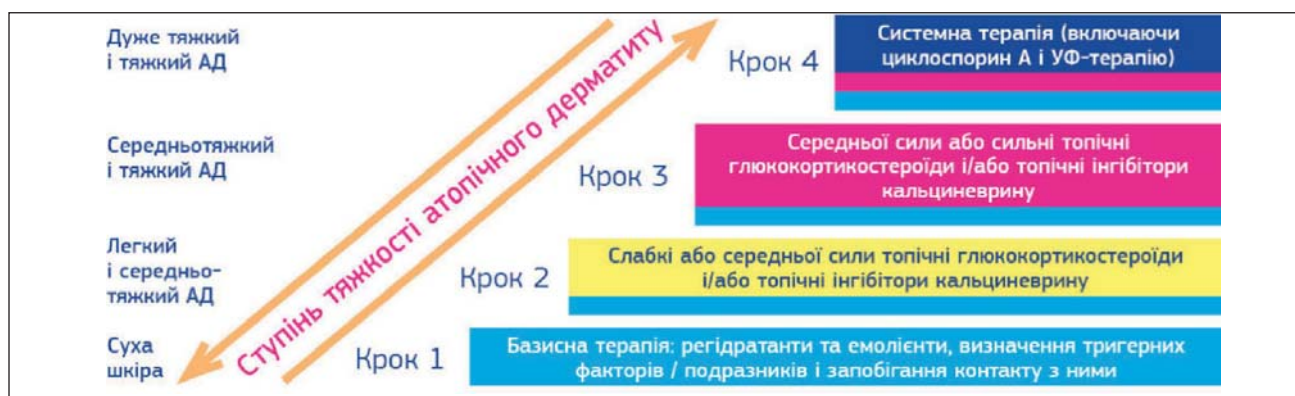 Дуже тяжкий
і тяжкий АД
Крок 4
Системна терапія (включаючи
циклоспорин А і УФ-терапію)
Середньотяжкий
і тяжкий АД
Крок 3
Середньої сили або сильні топічні
глюкокортикостероїди і/або топічні інгібітори
кальциневрину
Ступінь тяжкості атопічного дерматиту
Легкий
і середньо-
тяжкий АД
Крок 2
Слабкі або середньої сили топічні глюкокортикостероїди
і/або топічні інгібітори кальциневрину
Суха
шкіра
Крок 1
Базисна терапія: регідратанти та емолієнти, визначення тригерних
факторів / подразників і запобігання контакту з ними